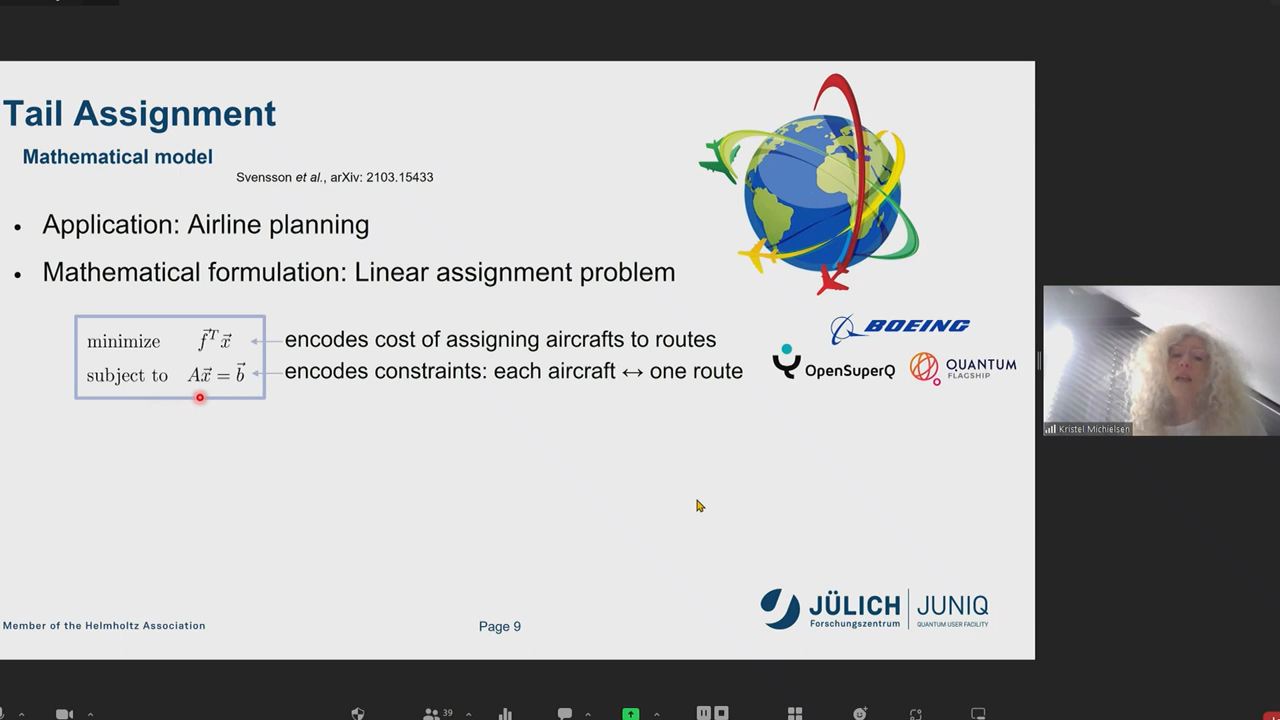 Tail Assignment
Mathematical model
Svensson et al., arXiv: 2103.15433
• Application: Airline planning
• Mathematical formulation: Linear assignment problem
minimize f⃗ᵀx⃗ encodes cost of assigning aircrafts to routes
subject to Ax⃗ = b⃗ encodes constraints: each aircraft ↔ one route
BOEING
OpenSuperQ
QUANTUM
FLAGSHIP
Kristel Michielsen
JÜLICH
Forschungszentrum
JUNIQ
QUANTUM USER FACILITY
Member of the Helmholtz Association
Page 9
39